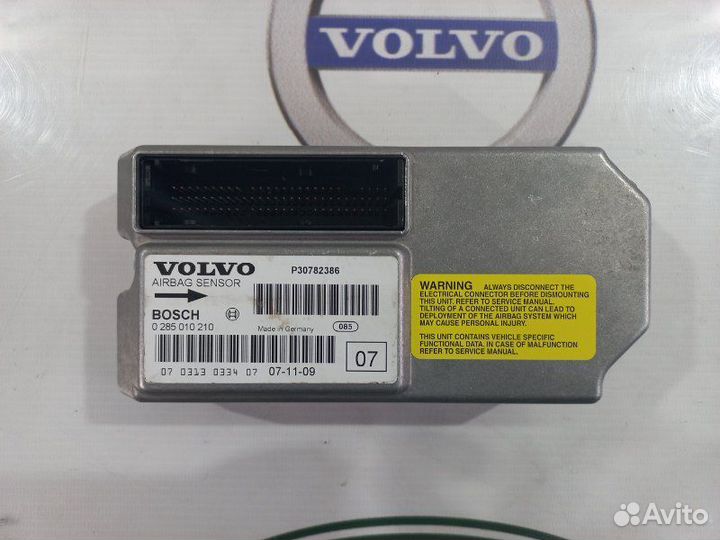 VOLVO
VOLVO
P30782386
AIRBAG SENSOR
BOSCH
0 285 010 210
Made in Germany
085
07
07 0313 0334 07
07-11-09
WARNING ALWAYS DISCONNECT THE
ELECTRICAL CONNECTOR BEFORE DISMOUNTING
THIS UNIT. REFER TO SERVICE MANUAL.
TILTING OF A CONNECTED UNIT CAN LEAD TO
DEPLOYMENT OF THE AIRBAG SYSTEM WHICH
MAY CAUSE PERSONAL INJURY.
THIS UNIT CONTAINS VEHICLE SPECIFIC
FUNCTIONAL DATA. IN CASE OF MALFUNCTION
REFER TO SERVICE MANUAL.
Avito